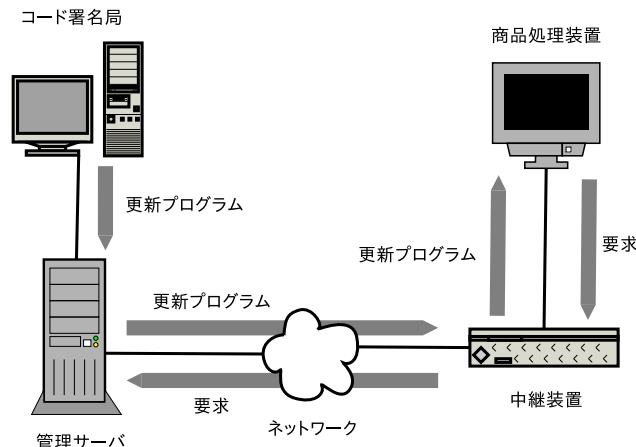 コード署名局
商品処理装置
更新プログラム
要求
更新プログラム
更新プログラム
中継装置
要求
ネットワーク
管理サーバ